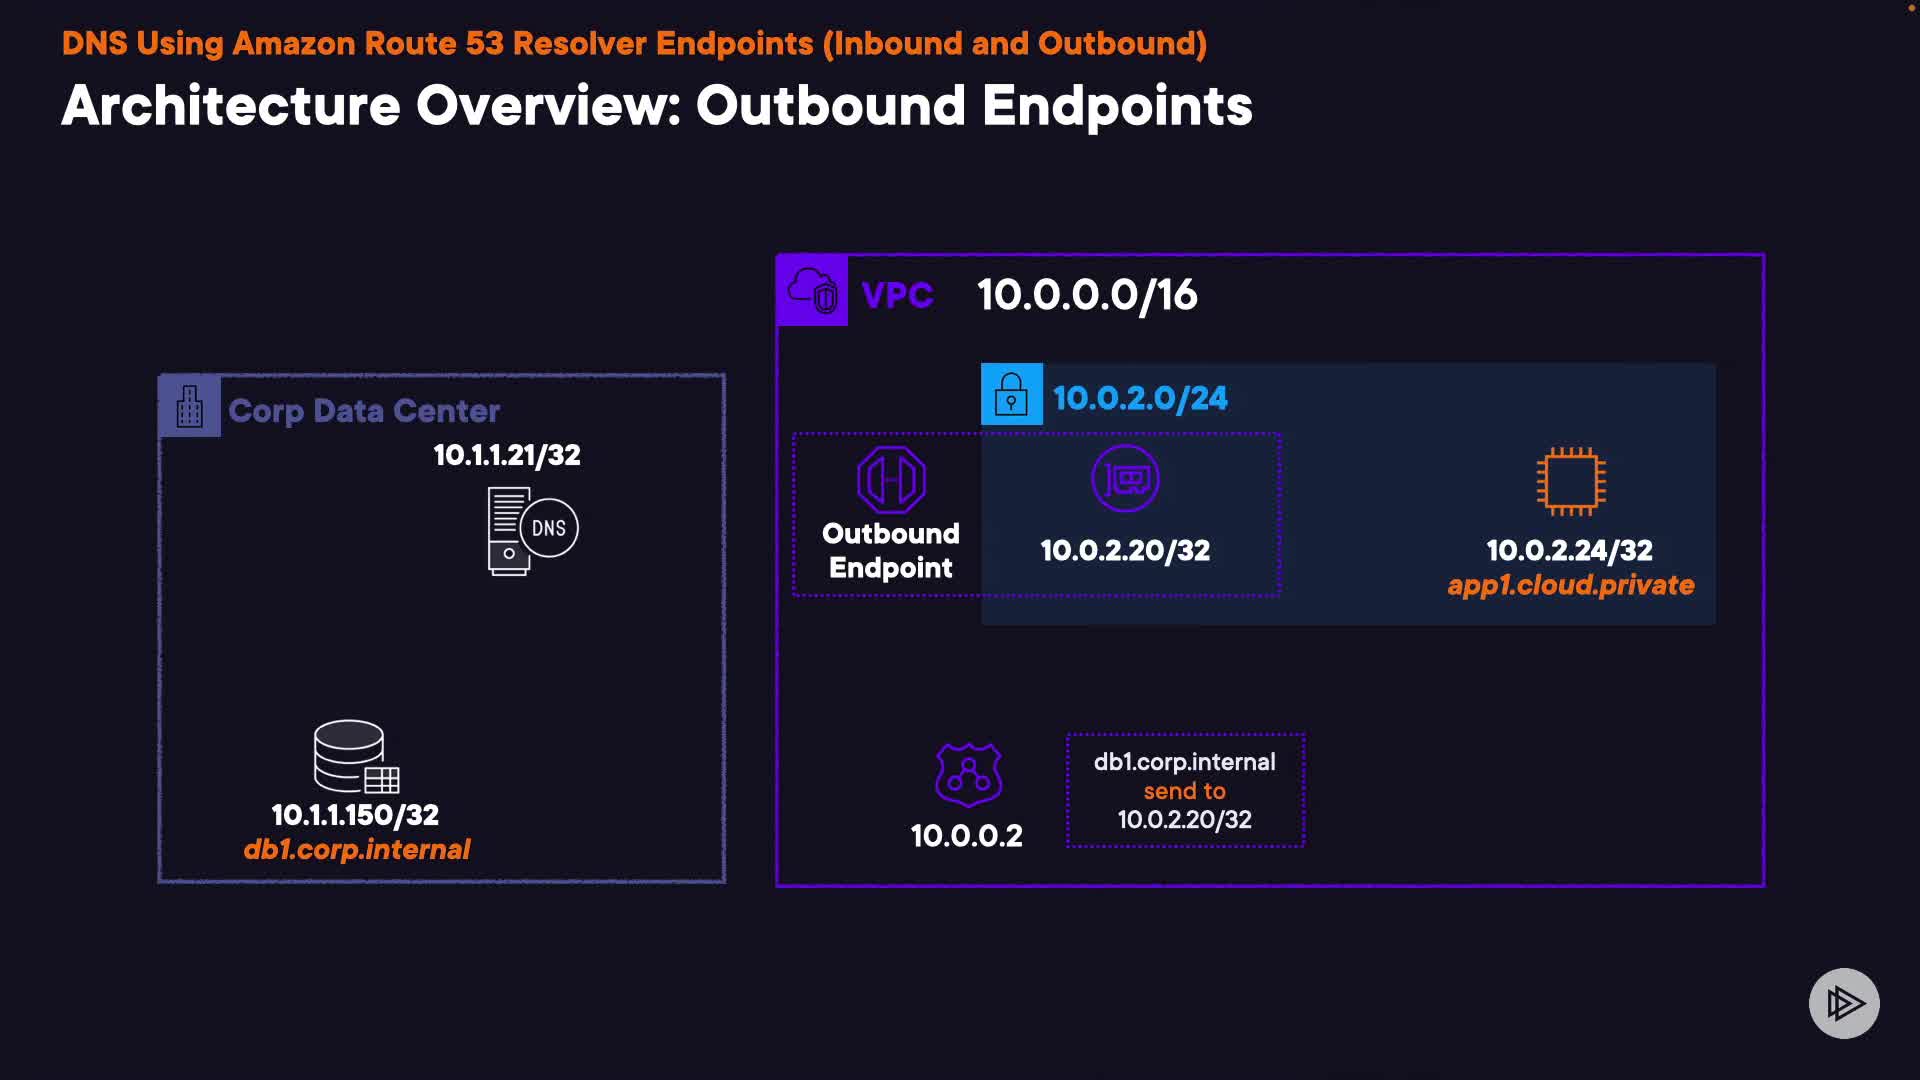 DNS Using Amazon Route 53 Resolver Endpoints (Inbound and Outbound)
Architecture Overview: Outbound Endpoints
VPC 10.0.0.0/16
Corp Data Center
10.1.1.21/32
DNS
10.1.1.150/32
db1.corp.internal
10.0.2.0/24
Outbound
Endpoint
10.0.2.20/32
10.0.2.24/32
app1.cloud.private
10.0.0.2
db1.corp.internal
send to
10.0.2.20/32